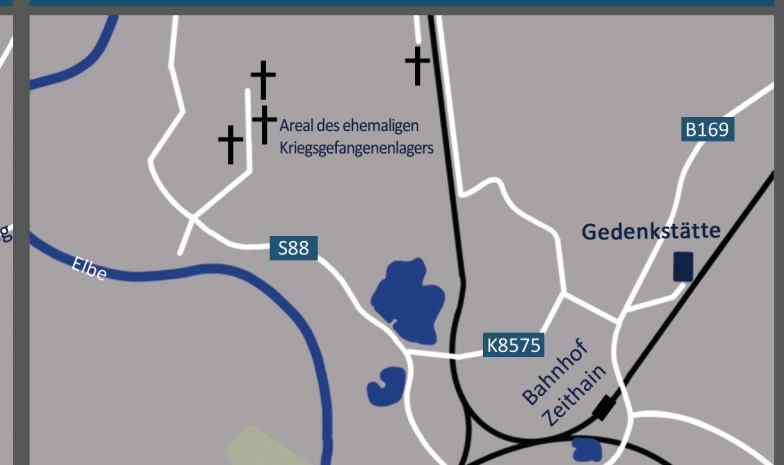 Areal des ehemaligen
Kriegsgefangenenlagers
B169
Gedenkstätte
S88
Elbe
K8575
Bahnhof
Zeithain